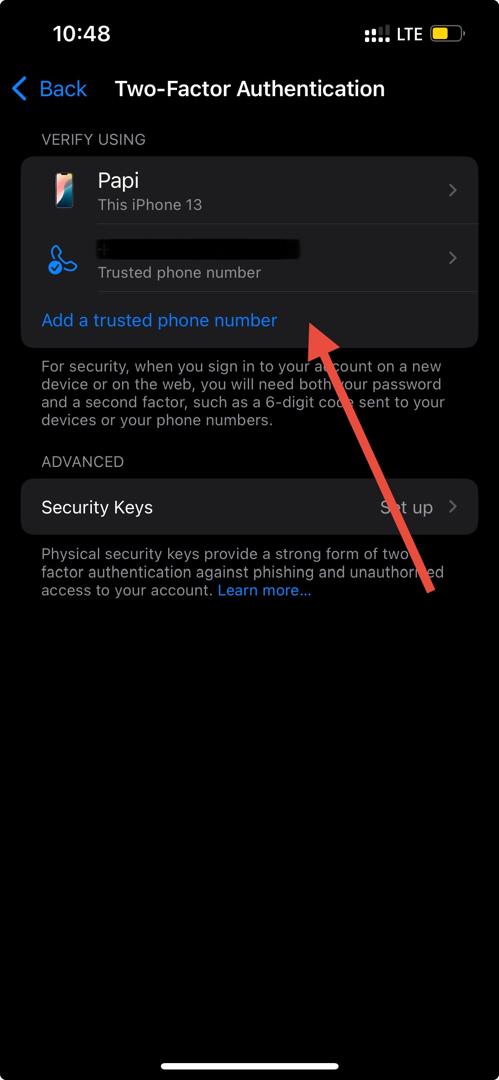 10:48
LTE
Back
Two-Factor Authentication
VERIFY USING
Papi
This iPhone 13
+
Trusted phone number
Add a trusted phone number
For security, when you sign in to your account on a new
device or on the web, you will need both your password
and a second factor, such as a 6-digit code sent to your
devices or your phone numbers.
ADVANCED
Security Keys
Set up
Physical security keys provide a strong form of two
factor authentication against phishing and unauthorised
access to your account. Learn more...